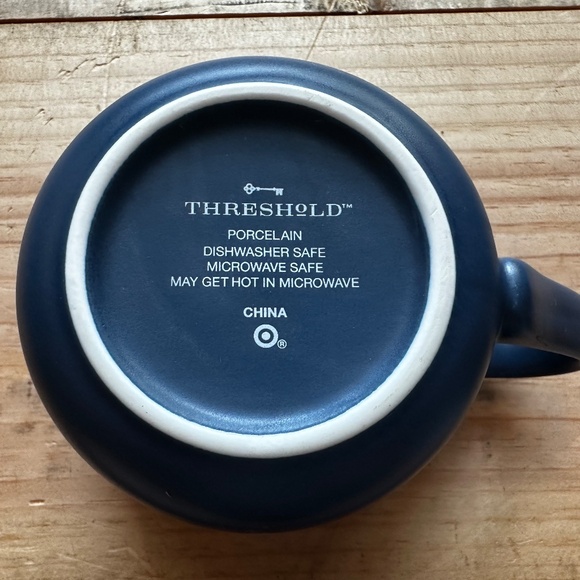 THRESHOLD™
PORCELAIN
DISHWASHER SAFE
MICROWAVE SAFE
MAY GET HOT IN MICROWAVE
CHINA
®